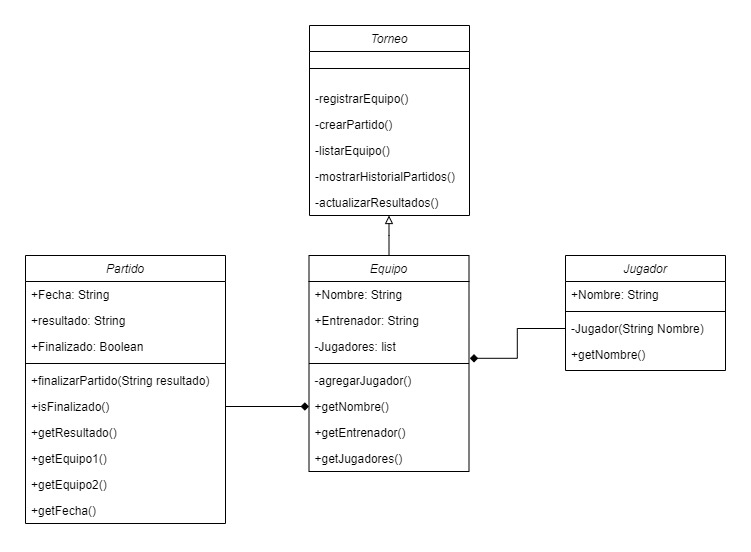 Torneo
-registrarEquipo()
-crearPartido()
-listarEquipo()
-mostrarHistorialPartidos()
-actualizarResultados()
Partido
+Fecha: String
+resultado: String
+Finalizado: Boolean
+finalizarPartido(String resultado)
+isFinalizado()
+getResultado()
+getEquipo1()
+getEquipo2()
+getFecha()
Equipo
+Nombre: String
+Entrenador: String
-Jugadores: list
-agregarJugador()
+getNombre()
+getEntrenador()
+getJugadores()
Jugador
+Nombre: String
-Jugador(String Nombre)
+getNombre()